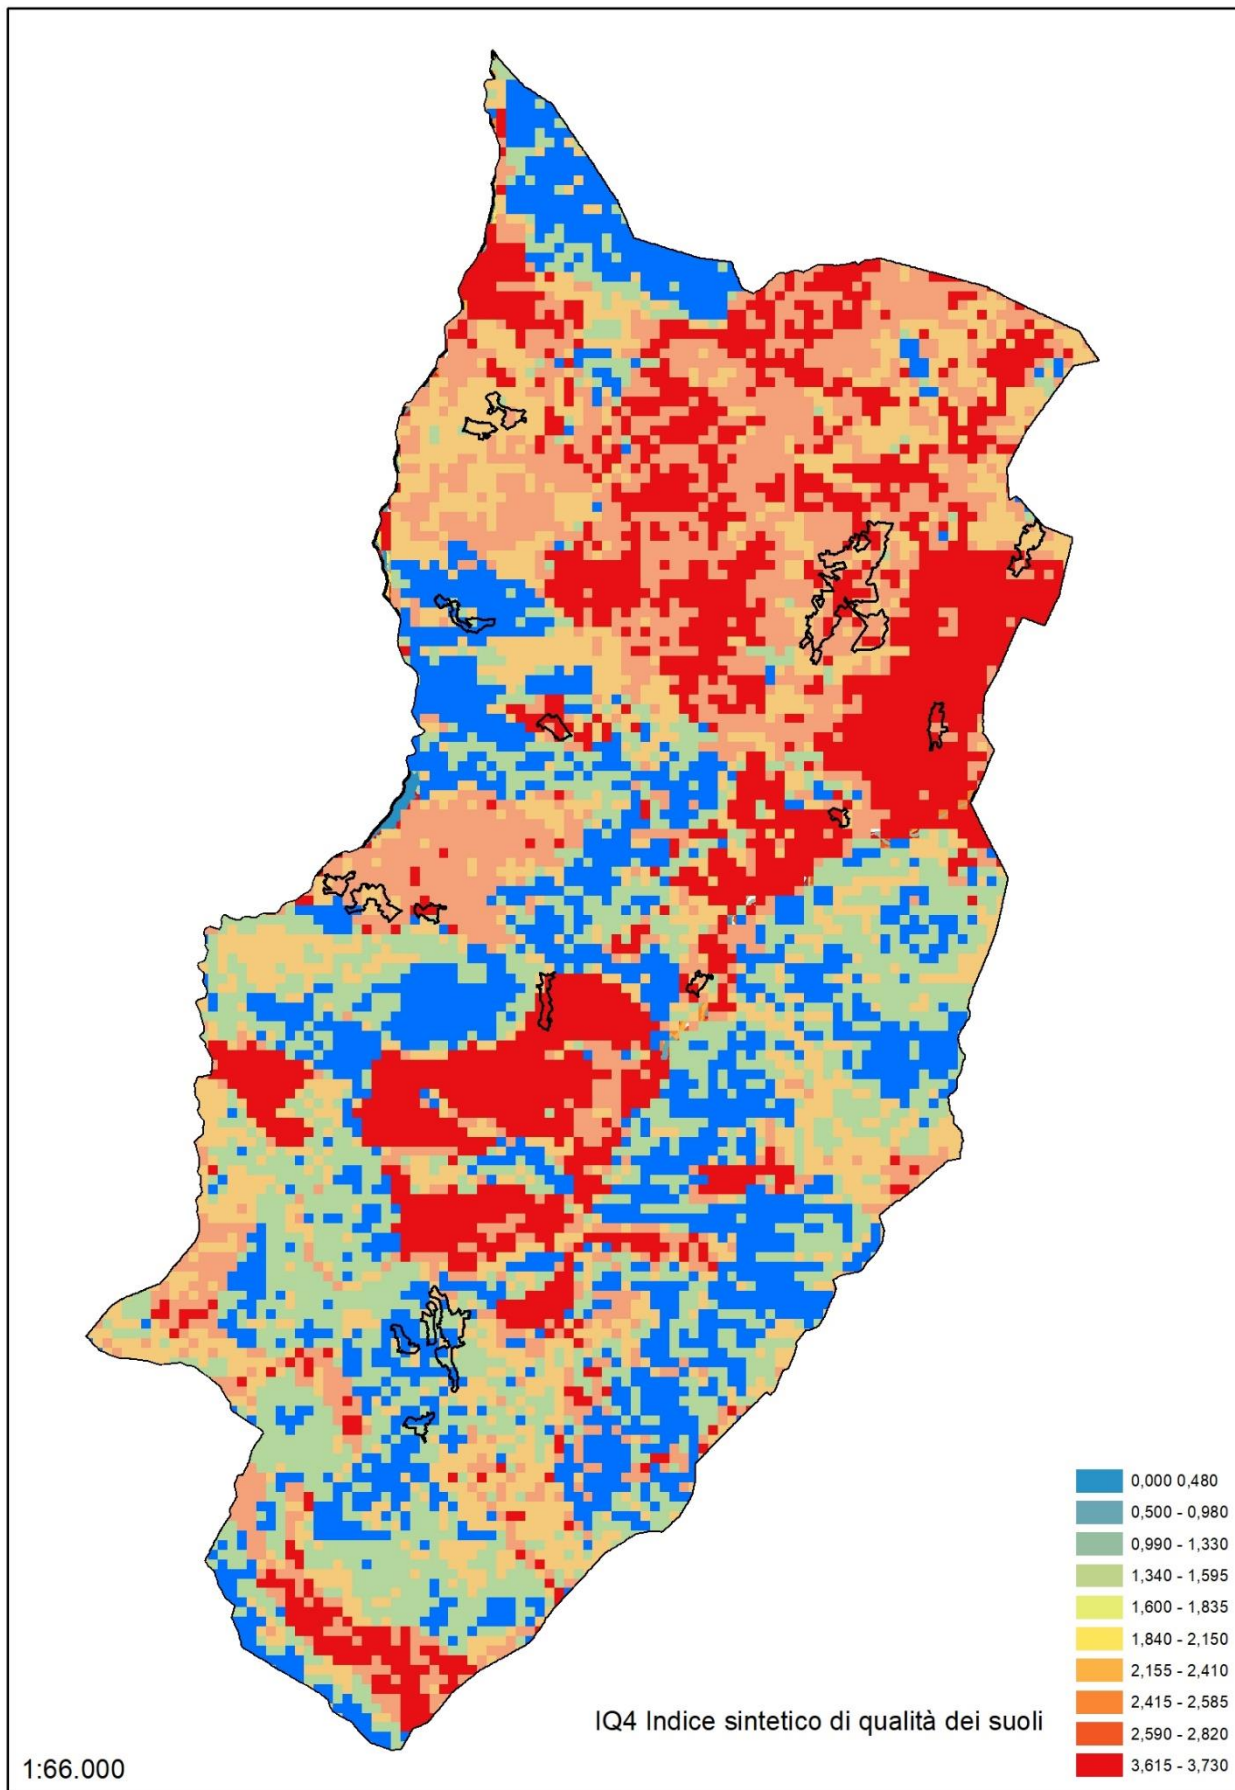 0,000 0,480
0,500 - 0,980
0,990 - 1,330
1,340 - 1,595
1,600 - 1,835
1,840 - 2,150
2,155 - 2,410
2,415 - 2,585
2,590 - 2,820
3,615 - 3,730
IQ4 Indice sintetico di qualità dei suoli
1:66.000